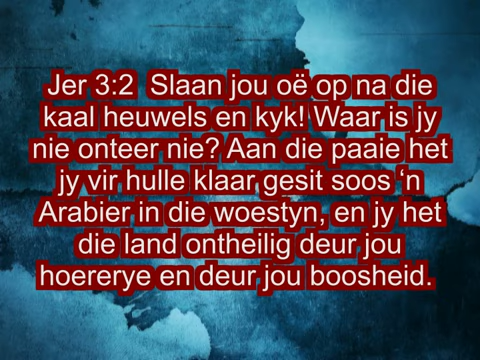 Jer 3:2  Slaan jou oë op na die
kaal heuwels en kyk! Waar is jy
nie onteer nie? Aan die paaie het
jy vir hulle klaar gesit soos ‘n
Arabier in die woestyn, en jy het
die land ontheilig deur jou
hoererye en deur jou boosheid.